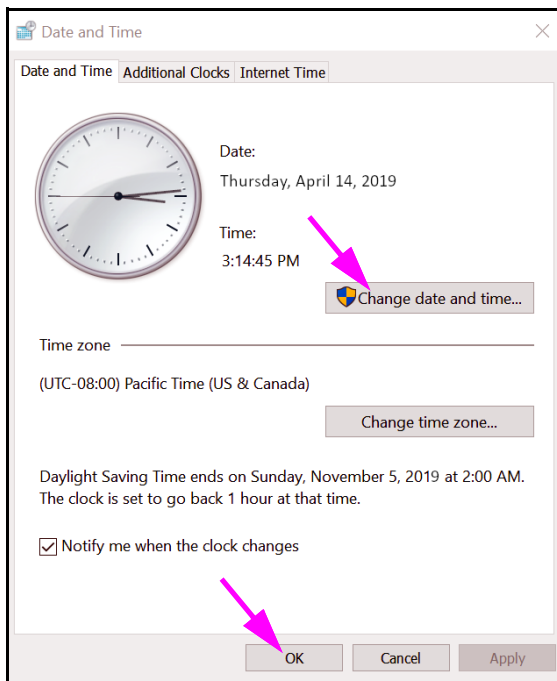 Date and Time
Date and Time Additional Clocks Internet Time
Date:
Thursday, April 14, 2019
Time:
3:14:45 PM
Change date and time...
Time zone
(UTC-08:00) Pacific Time (US & Canada)
Change time zone...
Daylight Saving Time ends on Sunday, November 5, 2019 at 2:00 AM.
The clock is set to go back 1 hour at that time.
Notify me when the clock changes
OK Cancel Apply